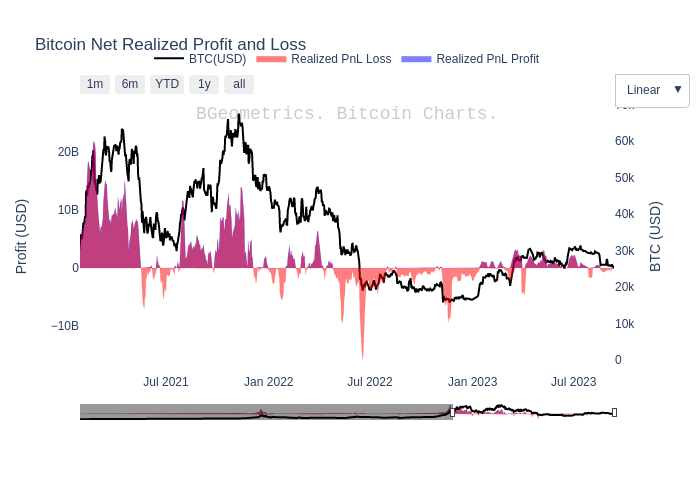 Bitcoin Net Realized Profit and Loss
BTC(USD) Realized PnL Loss Realized PnL Profit
1m 6m YTD 1y all
Linear ▼
BGeometrics. Bitcoin Charts.
70k
20B 60k
50k
10B 40k
30k
0 20k
10k
−10B 0
Profit (USD)
BTC (USD)
Jul 2021 Jan 2022 Jul 2022 Jan 2023 Jul 2023